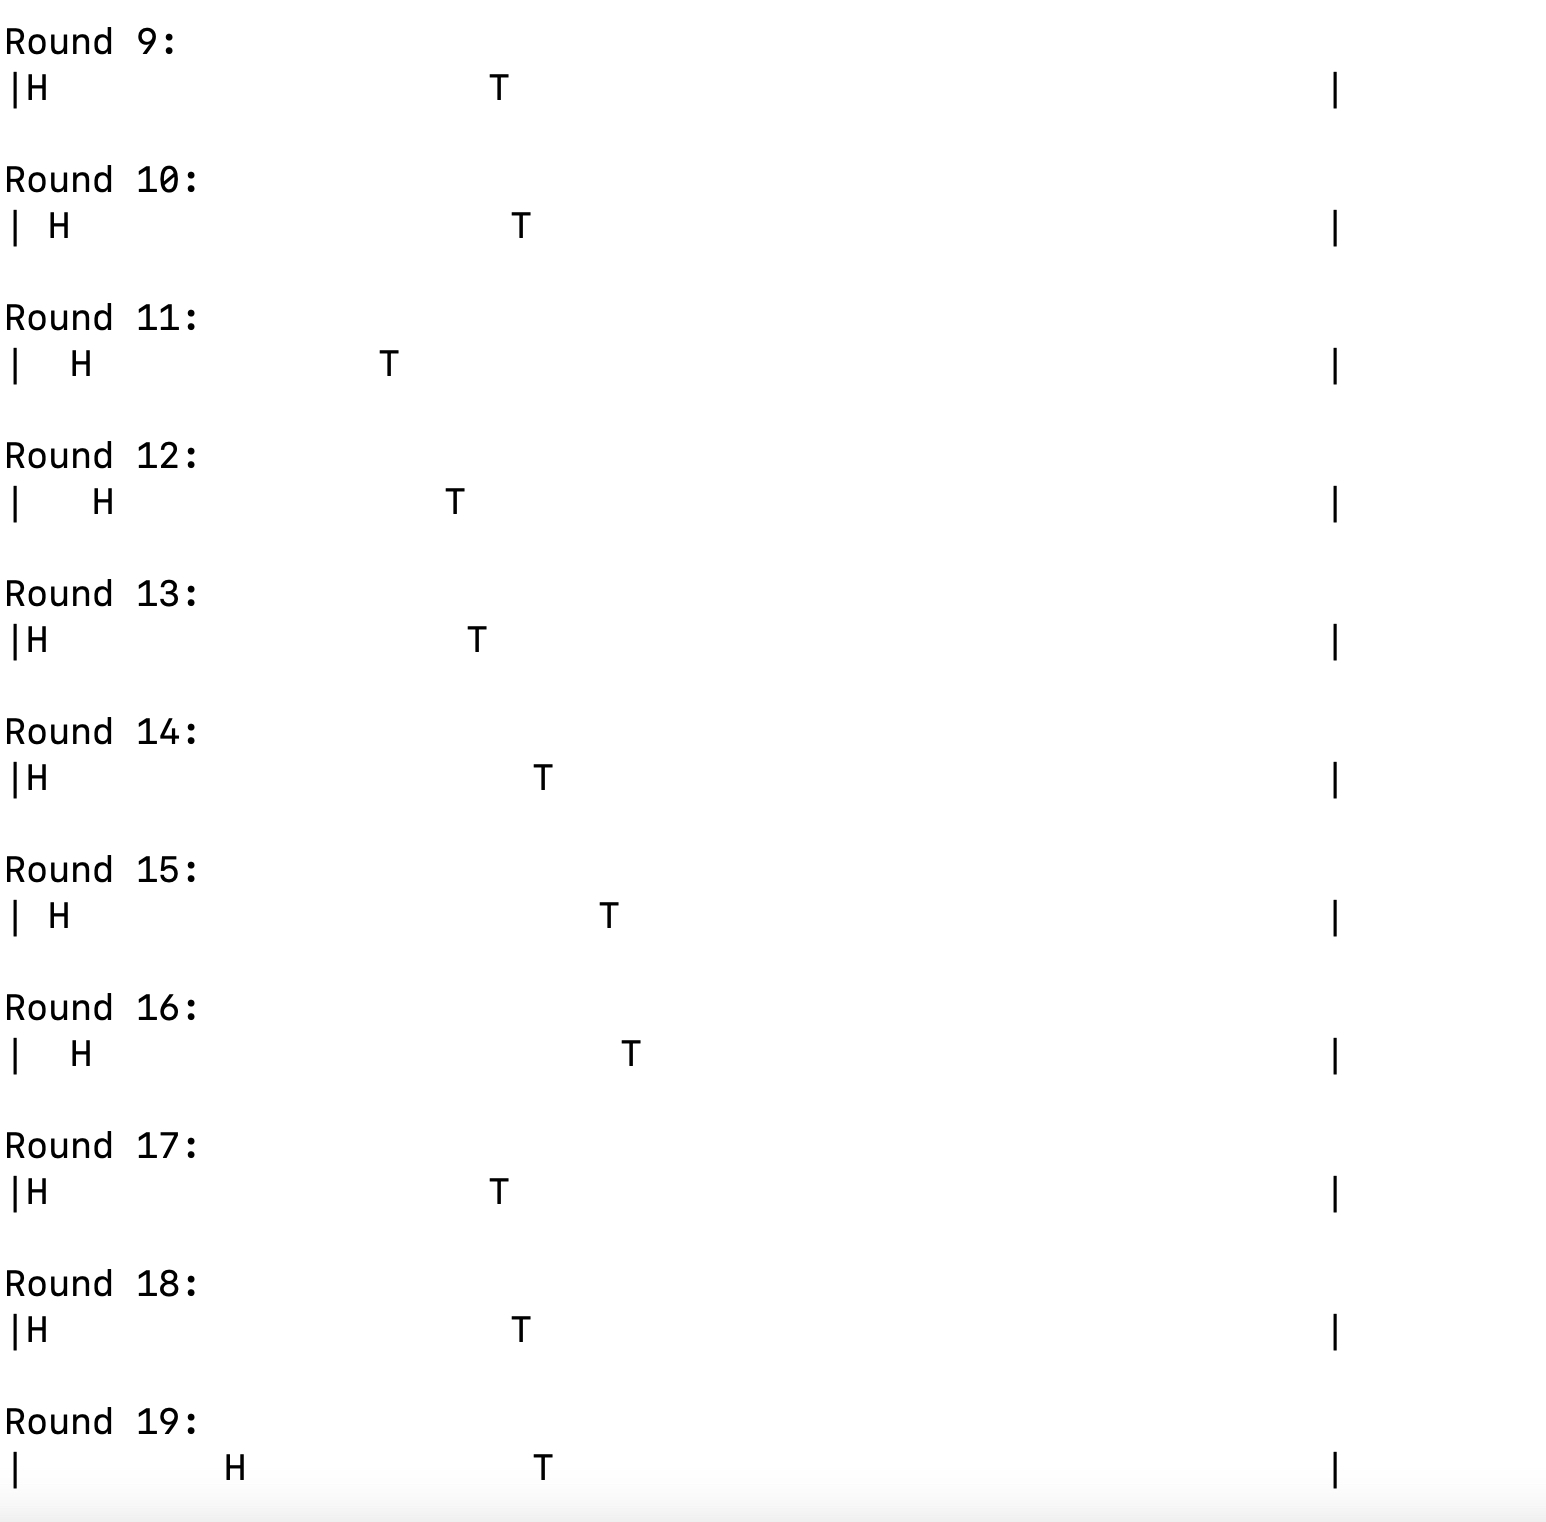 Round 9:
|H                    T                                     |
Round 10:
| H                    T                                    |
Round 11:
|  H             T                                          |
Round 12:
|   H               T                                       |
Round 13:
|H                   T                                      |
Round 14:
|H                      T                                   |
Round 15:
| H                        T                                |
Round 16:
|  H                        T                               |
Round 17:
|H                    T                                     |
Round 18:
|H                     T                                    |
Round 19:
|         H             T                                   |